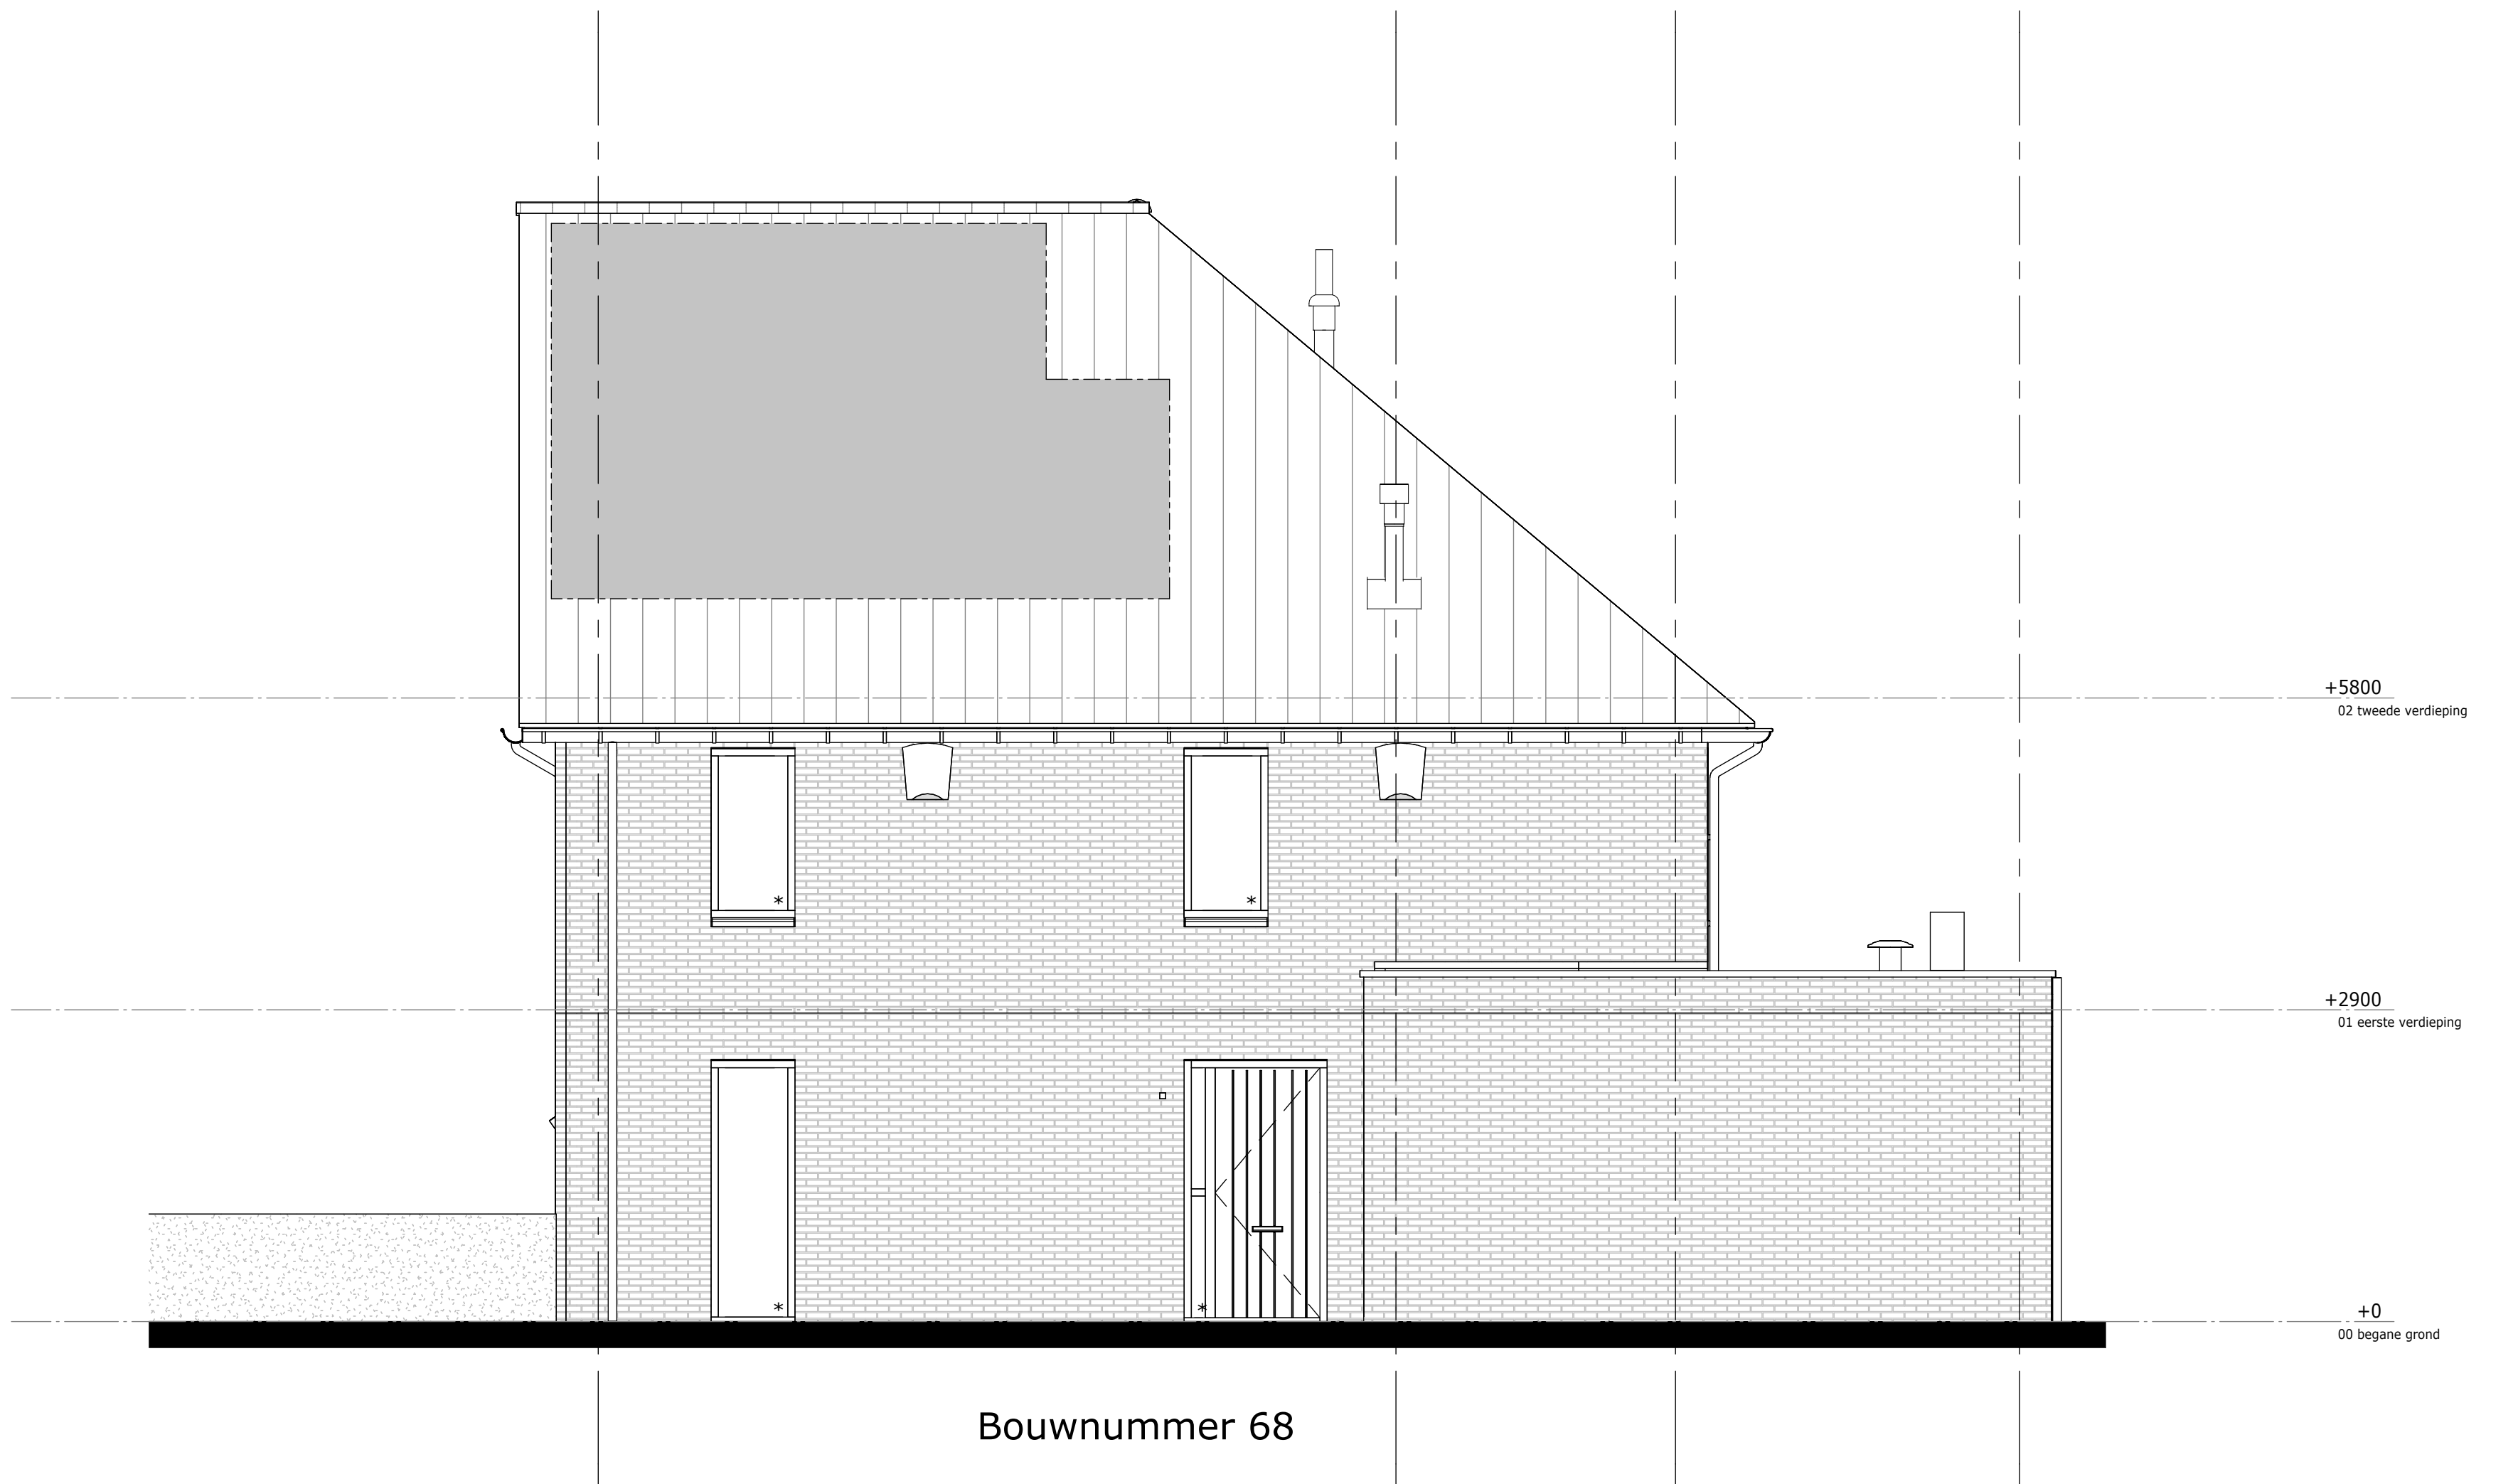 +5800
02 tweede verdieping
*
*
+2900
01 eerste verdieping
*
*
+0
00 begane grond
Bouwnummer 68